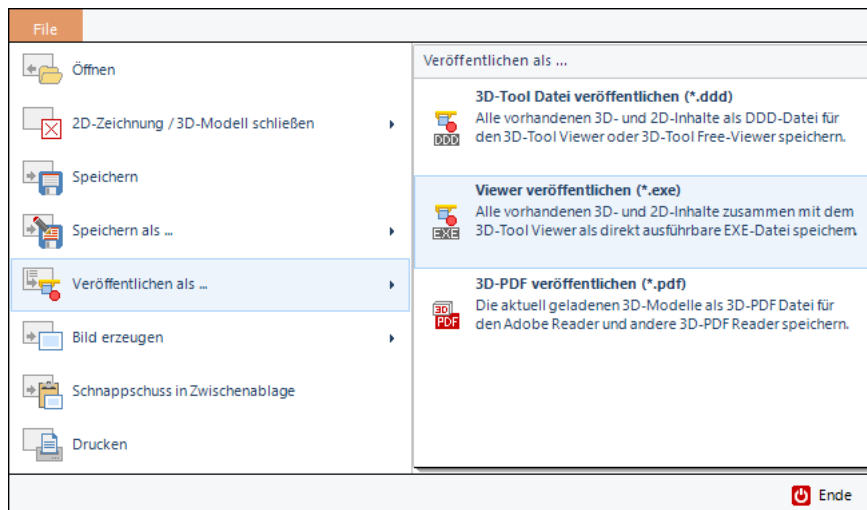 File
Öffnen
2D-Zeichnung / 3D-Modell schließen
Speichern
Speichern als ...
Veröffentlichen als ...
Bild erzeugen
Schnappschuss in Zwischenablage
Drucken
Veröffentlichen als ...
3D-Tool Datei veröffentlichen (*.ddd)
Alle vorhandenen 3D- und 2D-Inhalte als DDD-Datei für
den 3D-Tool Viewer oder 3D-Tool Free-Viewer speichern.
DDD
Viewer veröffentlichen (*.exe)
Alle vorhandenen 3D- und 2D-Inhalte zusammen mit dem
3D-Tool Viewer als direkt ausführbare EXE-Datei speichern.
EXE
3D-PDF veröffentlichen (*.pdf)
Die aktuell geladenen 3D-Modelle als 3D-PDF Datei für
den Adobe Reader und andere 3D-PDF Reader speichern.
3D
PDF
Ende